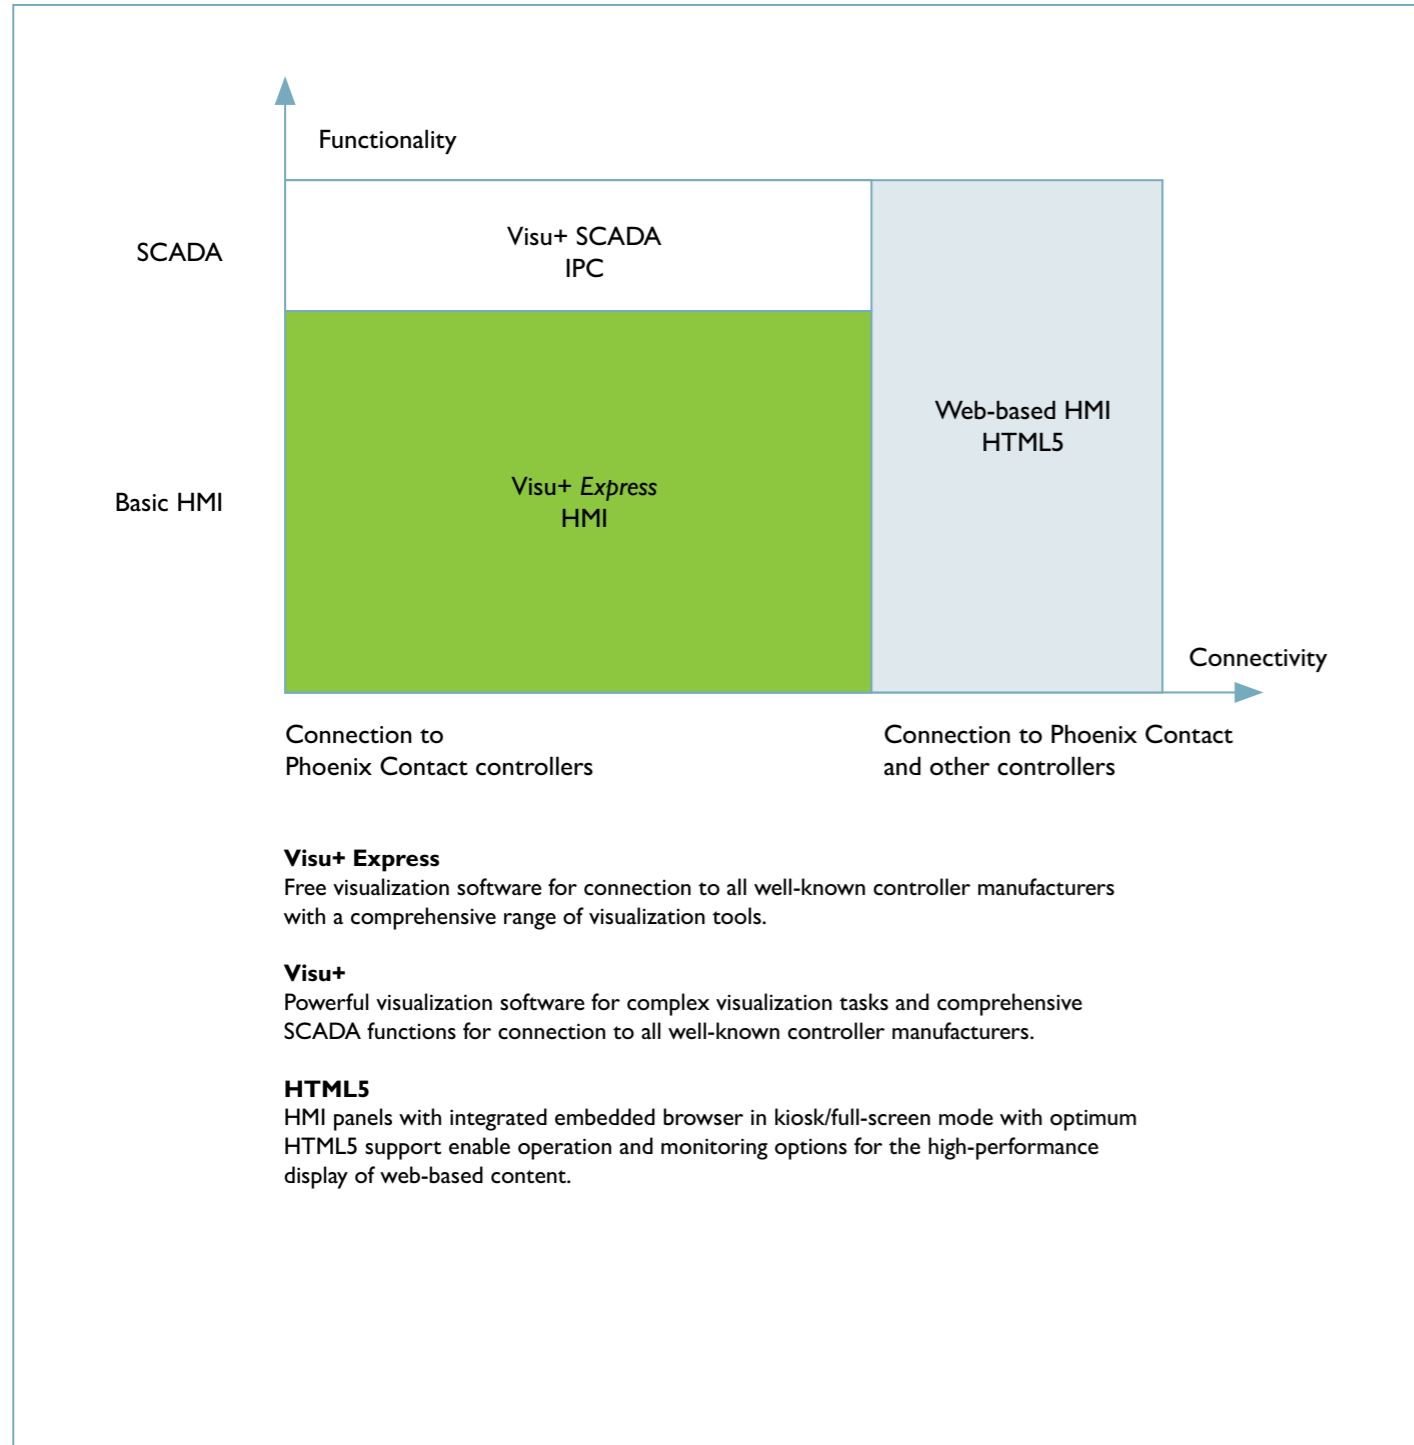 Functionality
SCADA
Visu+ SCADA
IPC
Web-based HMI
HTML5
Basic HMI
Visu+ Express
HMI
Connectivity
Connection to
Phoenix Contact controllers
Connection to Phoenix Contact
and other controllers
Visu+ Express
Free visualization software for connection to all well-known controller manufacturers
with a comprehensive range of visualization tools.
Visu+
Powerful visualization software for complex visualization tasks and comprehensive
SCADA functions for connection to all well-known controller manufacturers.
HTML5
HMI panels with integrated embedded browser in kiosk/full-screen mode with optimum
HTML5 support enable operation and monitoring options for the high-performance
display of web-based content.